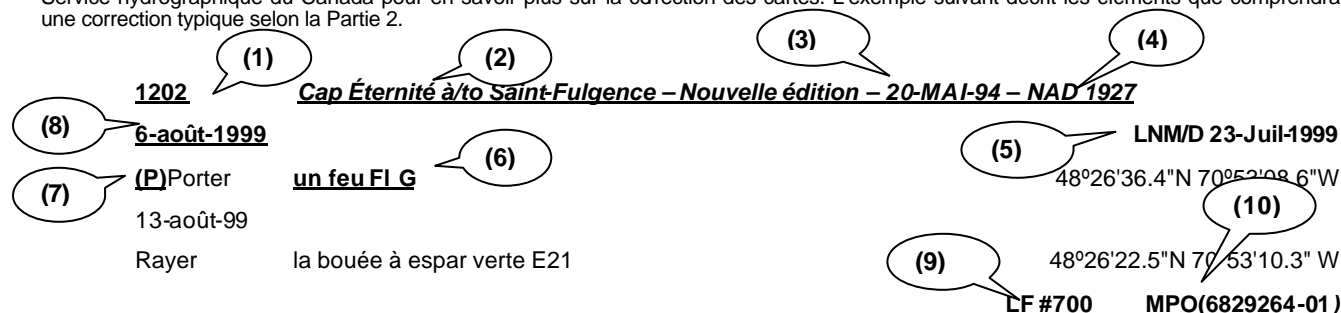 Service hydrographique du Canada pour en savoir plus sur la correction des cartes. L'exemple suivant décrit les éléments que comprendra
une correction typique selon la Partie 2.
(1) (2) (3) (4)
1202 Cap Éternité à/to Saint-Fulgence – Nouvelle édition – 20-MAI-94 – NAD 1927
(8) 6-août-1999 (5) LNM/D 23-Juil-1999
(7) (P)Porter un feu Fl G (6) 48º26'36.4"N 70º52'08.6"W
13-août-99 (10)
Rayer la bouée à espar verte E21 (9) 48º26'22.5"N 70º53'10.3" W
LF #700 MPO(6829264-01)